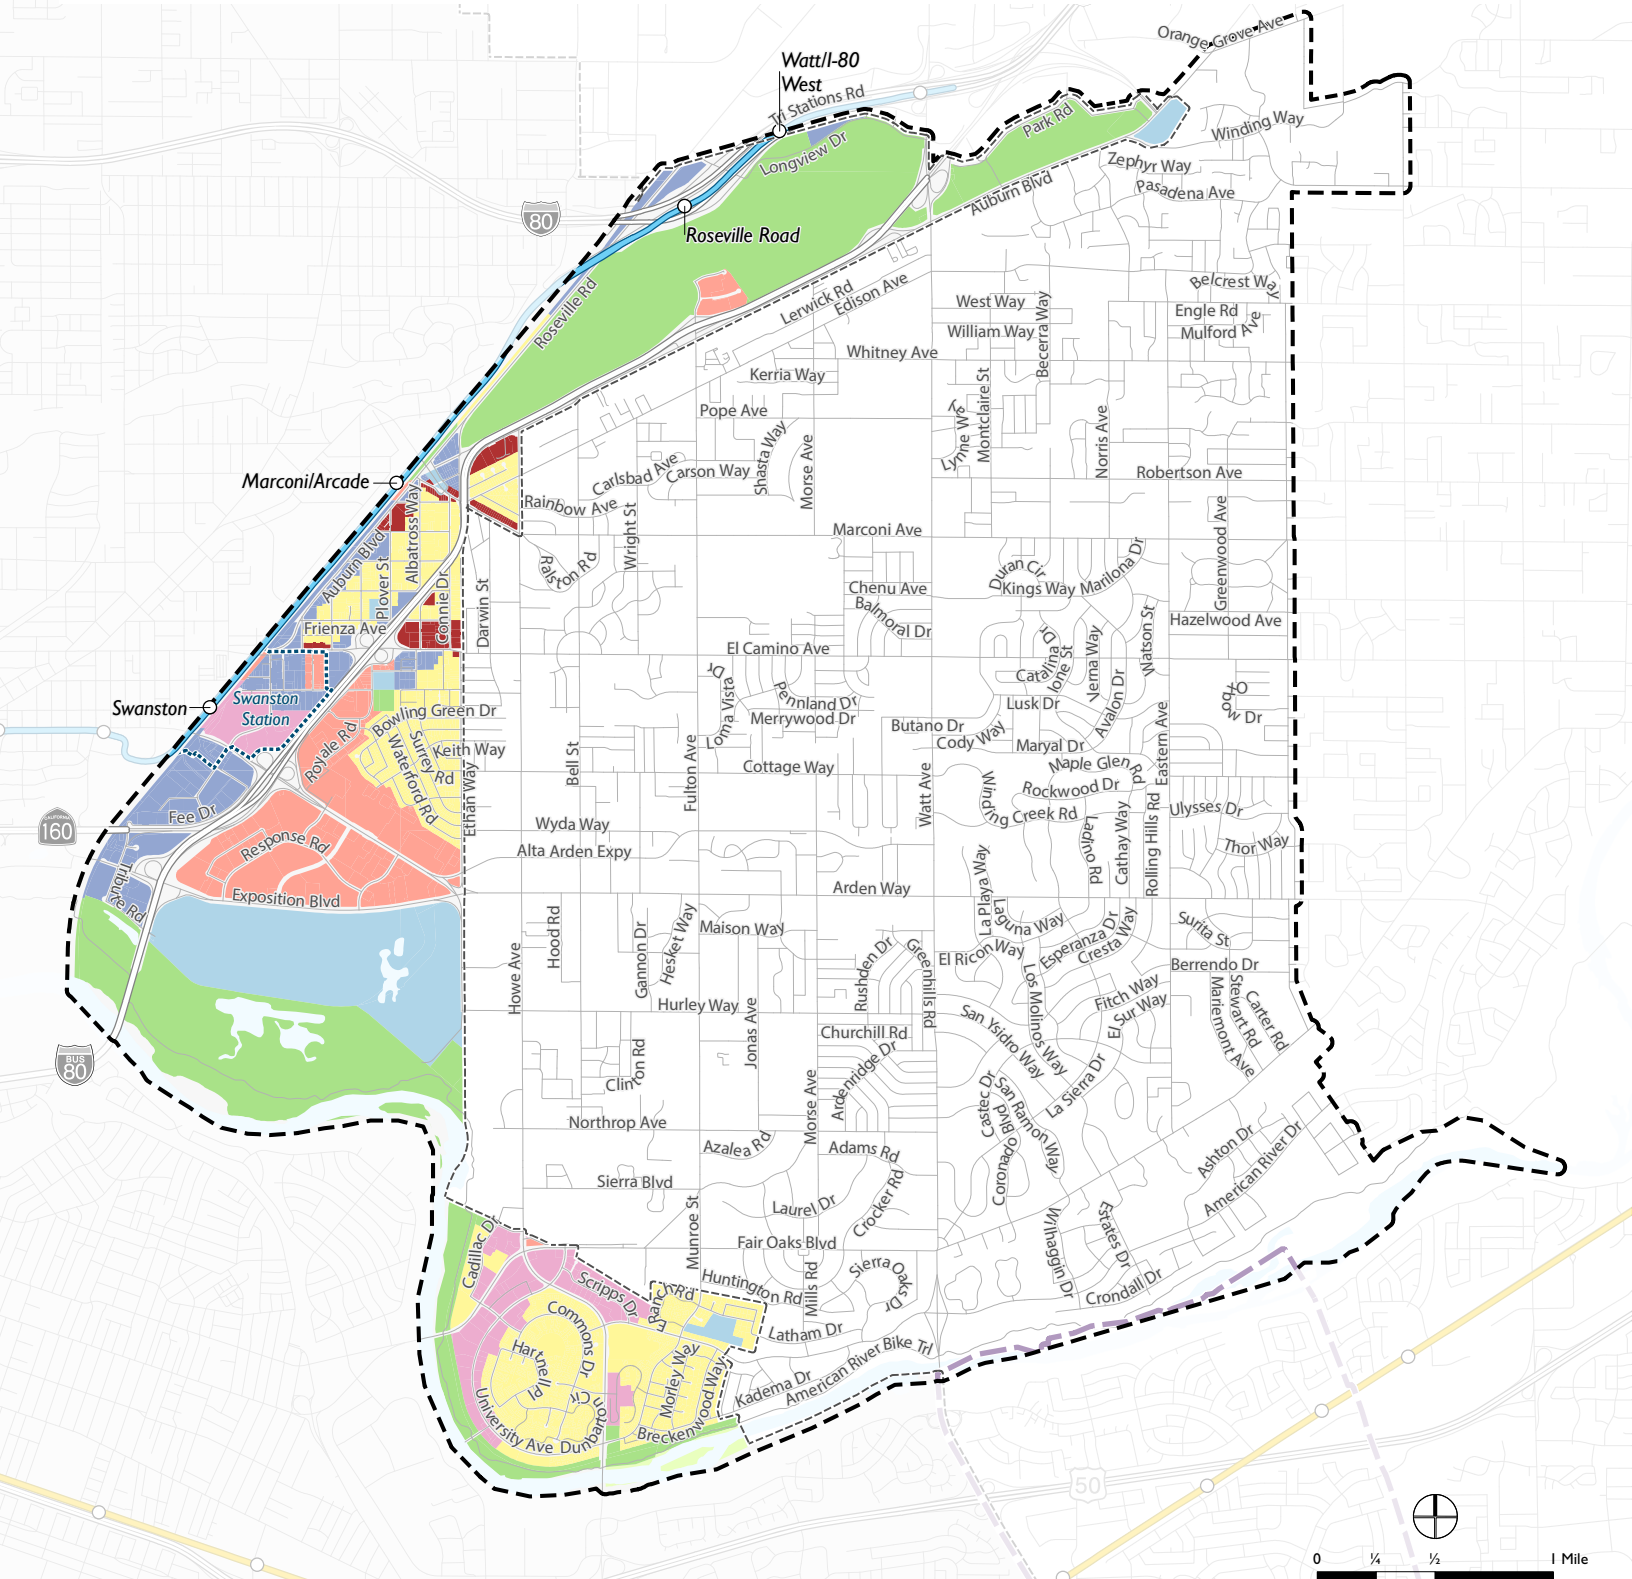 Orange Grove Ave
Watt/I-80
West
Tri Stations Rd
Park Rd
Winding Way
Longview Dr
Zephyr Way
Pasadena Ave
Auburn Blvd
80
Roseville Road
Belcrest Way
Lerwick Rd
Edison Ave
Roseville Rd
West Way
Becerra Way
Engle Rd
William Way
Mulford Ave
Whitney Ave
Kerria Way
Montclaire St
Pope Ave
Lynne Way
Norris Ave
Shasta Way
Morse Ave
Carlsbad Ave
Carson Way
Robertson Ave
Marconi/Arcade
Rainbow Ave
Wright St
Albatross Way
Greenwood Ave
Marconi Ave
Auburn Blvd
Plover St
Ralston Rd
Duran Cir
Kings Way
Marilona Dr
Chenu Ave
Connie Dr
Darwin St
Balmoral Dr
Hazelwood Ave
Frienza Ave
Watson St
Verna Way
El Camino Ave
Catalina Dr
Ione St
Loma Vista Dr
Pennland Dr
Avalon Dr
Oxbow Dr
Swanston
Swanston
Station
Bowling Green Dr
Merrywood Dr
Lusk Dr
Butano Dr
Cody Way
Maryal Dr
Eastern Ave
Royale Rd
Surrey Rd
Keith Way
Waterford Rd
Bell St
Fulton Ave
Cottage Way
Maple Glen Rd
Watt Ave
Winding Creek Rd
Rockwood Dr
Ulysses Dr
Ethan Way
CALIFORNIA
160
Fee Dr
Wyda Way
Ladino Rd
Cathay Way
Rolling Hills Rd
Response Rd
Alta Arden Expy
Thor Way
La Playa Way
Tribute Rd
Exposition Blvd
Arden Way
Hood Rd
Gannon Dr
Hesket Way
Maison Way
Laguna Way
Esperanza Dr
Cresta Way
Surita St
Howe Ave
Rushden Dr
Greenhills Rd
El Ricon Way
Berrendo Dr
Los Molinos Way
Fitch Way
El Sur Way
Mariemont Ave
Stewart Rd
Carter Rd
Hurley Way
Jonas Ave
San Ysidro Way
Churchill Rd
BUS
80
Clinton Rd
Ardenridge Dr
La Sierra Dr
Castec Dr
San Ramon Way
Morse Ave
Northrop Ave
Azalea Rd
Adams Rd
Coronado Blvd
Ashton Dr
American River Dr
Sierra Blvd
Laurel Dr
Crocker Rd
Munroe St
Cadillac Dr
Fair Oaks Blvd
Wilhaggin Dr
Estates Dr
Scripps Dr
E Ranch Rd
Huntington Rd
Mills Rd
Sierra Oaks Dr
Crondall Dr
Commons Dr
Latham Dr
American River Bike Trl
Hartnell Pl
Morley Way
Kadema Dr
University Ave
Dunbarton Cir
Breckenwood Way
50
0
¼
½
1 Mile